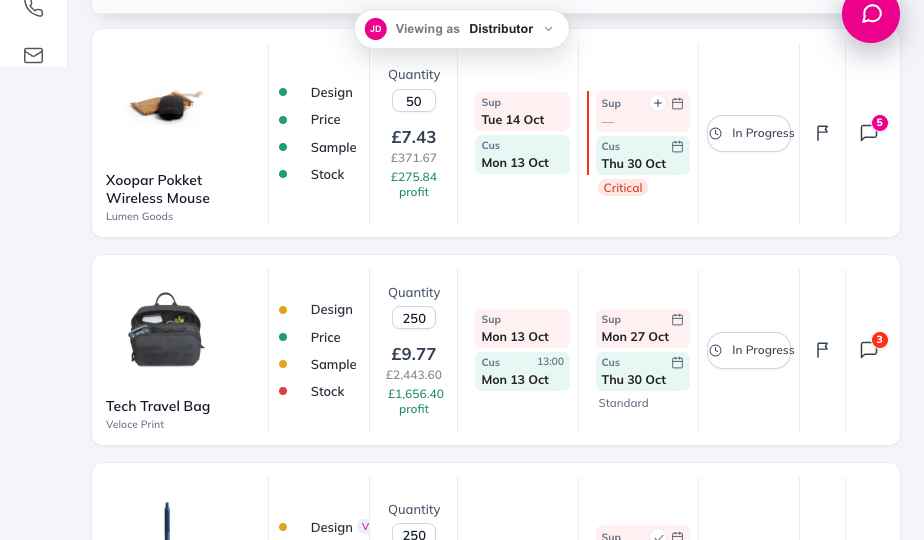 JD Viewing as Distributor
Xoopar Pokket
Wireless Mouse
Lumen Goods
Design
Price
Sample
Stock
Quantity
50
£7.43
£371.67
£275.84
profit
Sup
Tue 14 Oct
Cus
Mon 13 Oct
Sup
—
Cus
Thu 30 Oct
Critical
In Progress
5
Tech Travel Bag
Veloce Print
Design
Price
Sample
Stock
Quantity
250
£9.77
£2,443.60
£1,656.40
profit
Sup
Mon 13 Oct
Cus 13:00
Mon 13 Oct
Sup
Mon 27 Oct
Cus
Thu 30 Oct
Standard
In Progress
3
Design V
Quantity
250
Sup